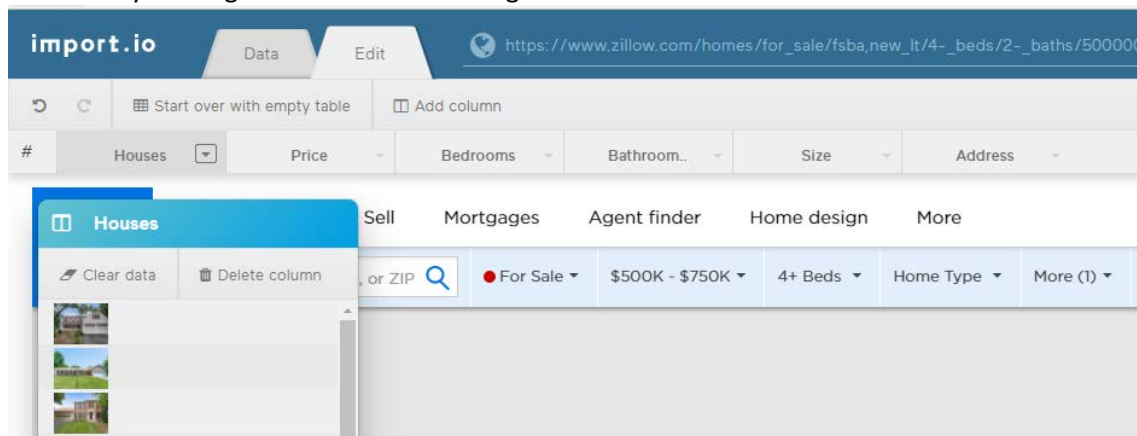 import.io Data Edit https://www.zillow.com/homes/for_sale/fsba,new_lt/4-_beds/2-_baths/500000
Start over with empty table Add column
# Houses Price Bedrooms Bathroom.. Size Address
Sell Mortgages Agent finder Home design More
Houses
Clear data Delete column , or ZIP For Sale $500K - $750K 4+ Beds Home Type More (1)